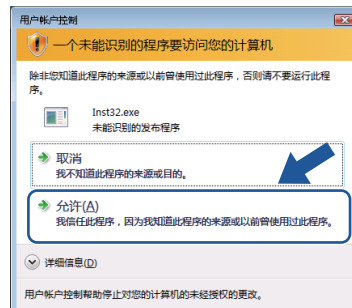 用户帐户控制
一个未能识别的程序要访问您的计算机
除非您知道此程序的来源或以前曾使用过此程序，否则请不要运行此程
序。
Inst32.exe
未能识别的发布程序
取消
我不知道此程序的来源或目的。
允许(A)
我信任此程序，因为我知道此程序的来源或以前曾使用过此程序。
详细信息(D)
用户帐户控制帮助停止对您的计算机的未经授权的更改。